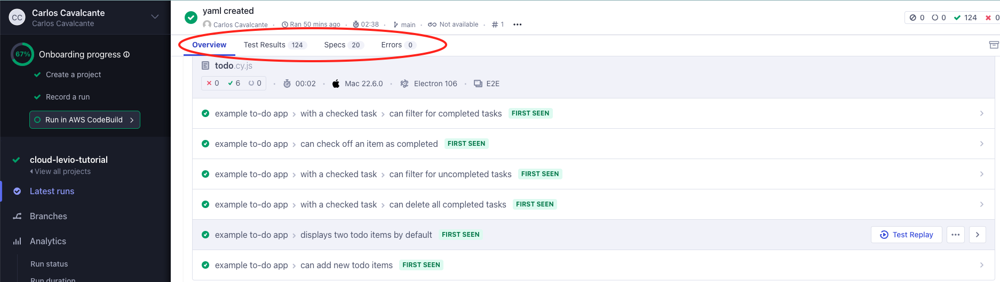 CC
Carlos Cavalcante
Carlos Cavalcante
67%
Onboarding progress
Create a project
Record a run
Run in AWS CodeBuild
cloud-levio-tutorial
View all projects
Latest runs
Branches
Analytics
Run status
Run duration
yaml created
Carlos Cavalcante · Ran 50 mins ago · 02:38 · main · Not available · # 1 •••
0 0 124 0
Overview Test Results 124 Specs 20 Errors 0
todo.cy.js
0 6 0 · 00:02 · Mac 22.6.0 · Electron 106 · E2E
example to-do app > with a checked task > can filter for completed tasks FIRST SEEN
example to-do app > can check off an item as completed FIRST SEEN
example to-do app > with a checked task > can filter for uncompleted tasks FIRST SEEN
example to-do app > with a checked task > can delete all completed tasks FIRST SEEN
example to-do app > displays two todo items by default FIRST SEEN Test Replay •••
example to-do app > can add new todo items FIRST SEEN